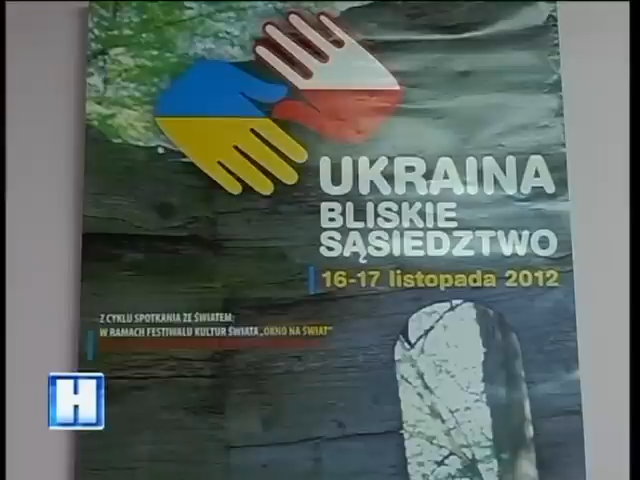 UKRAINA
BLISKIE
SĄSIEDZTWO
16-17 listopada 2012
Z CYKLU SPOTKANIA ZE ŚWIATEM:
W RAMACH FESTIWALU KULTUR ŚWIATA „OKNO NA ŚWIAT"
H